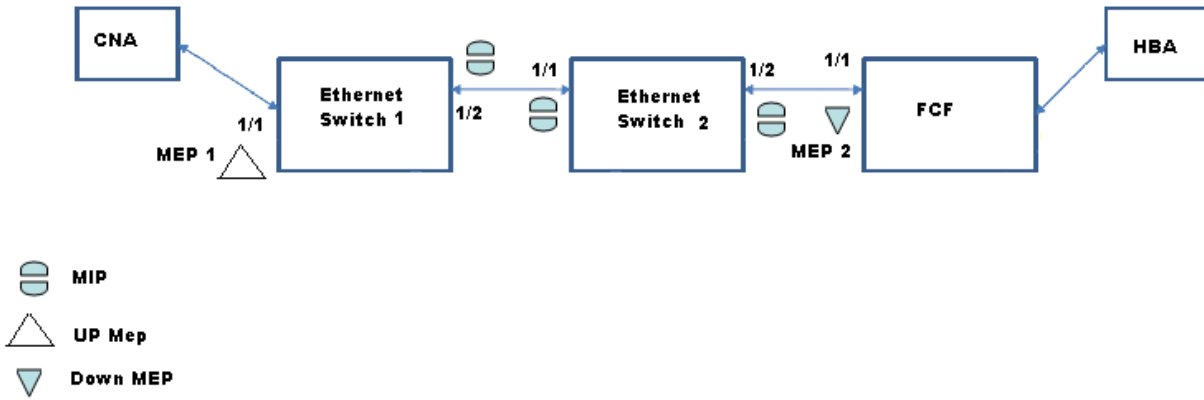 CNA
HBA
1/1
1/2
1/1
Ethernet
Switch 1
Ethernet
Switch 2
FCF
1/2
1/1
MEP 1
MEP 2
MIP
UP Mep
Down MEP